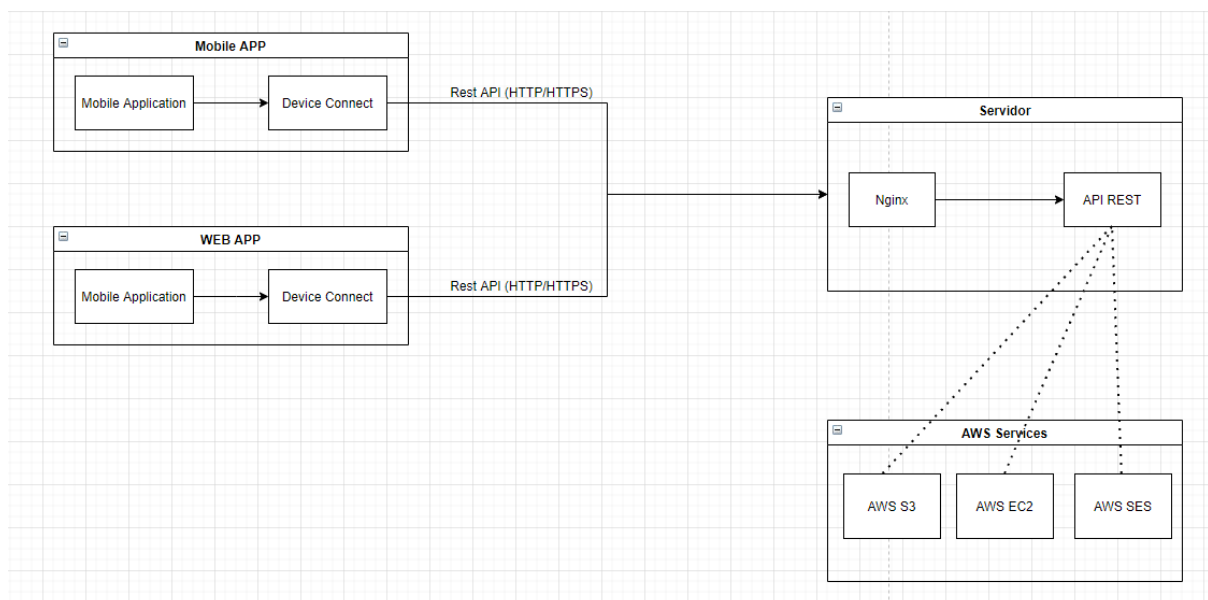 Mobile APP
Mobile Application
Device Connect
Rest API (HTTP/HTTPS)
WEB APP
Mobile Application
Device Connect
Rest API (HTTP/HTTPS)
Servidor
Nginx
API REST
AWS Services
AWS S3
AWS EC2
AWS SES